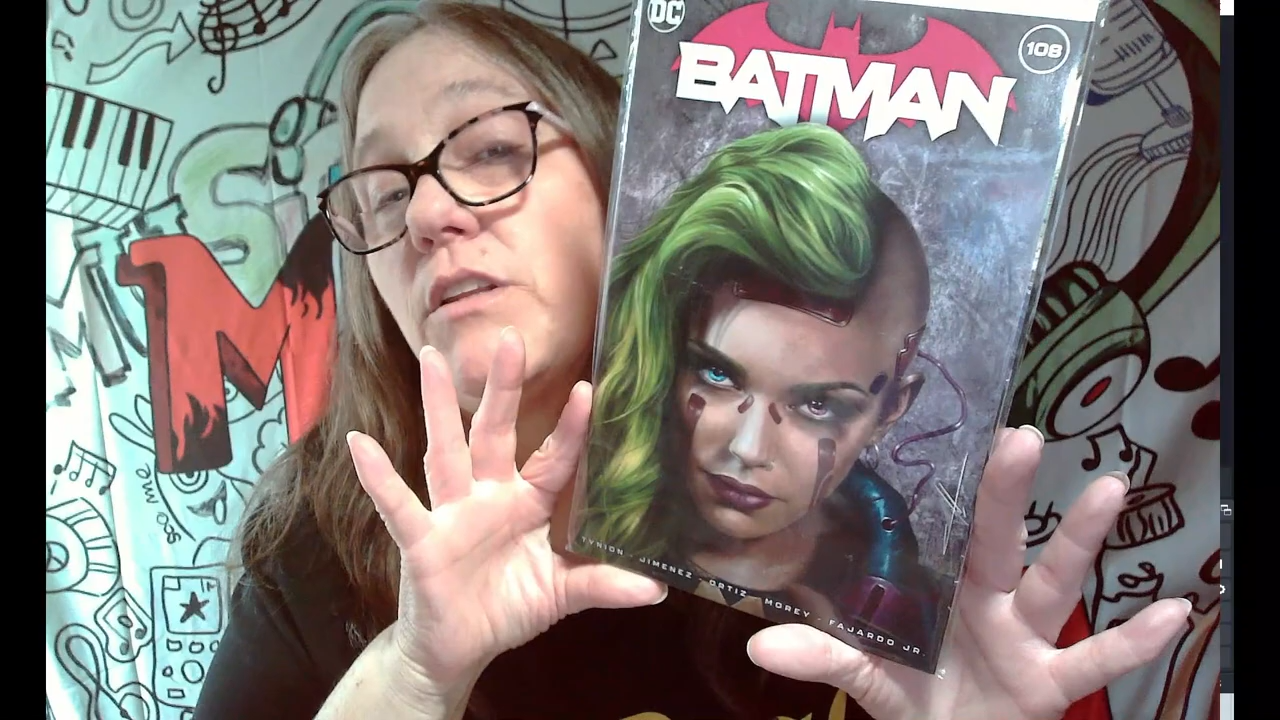 DC
BATMAN
108
TYNION · JIMENEZ · ORTIZ · MOREY · FAJARDO JR.
M